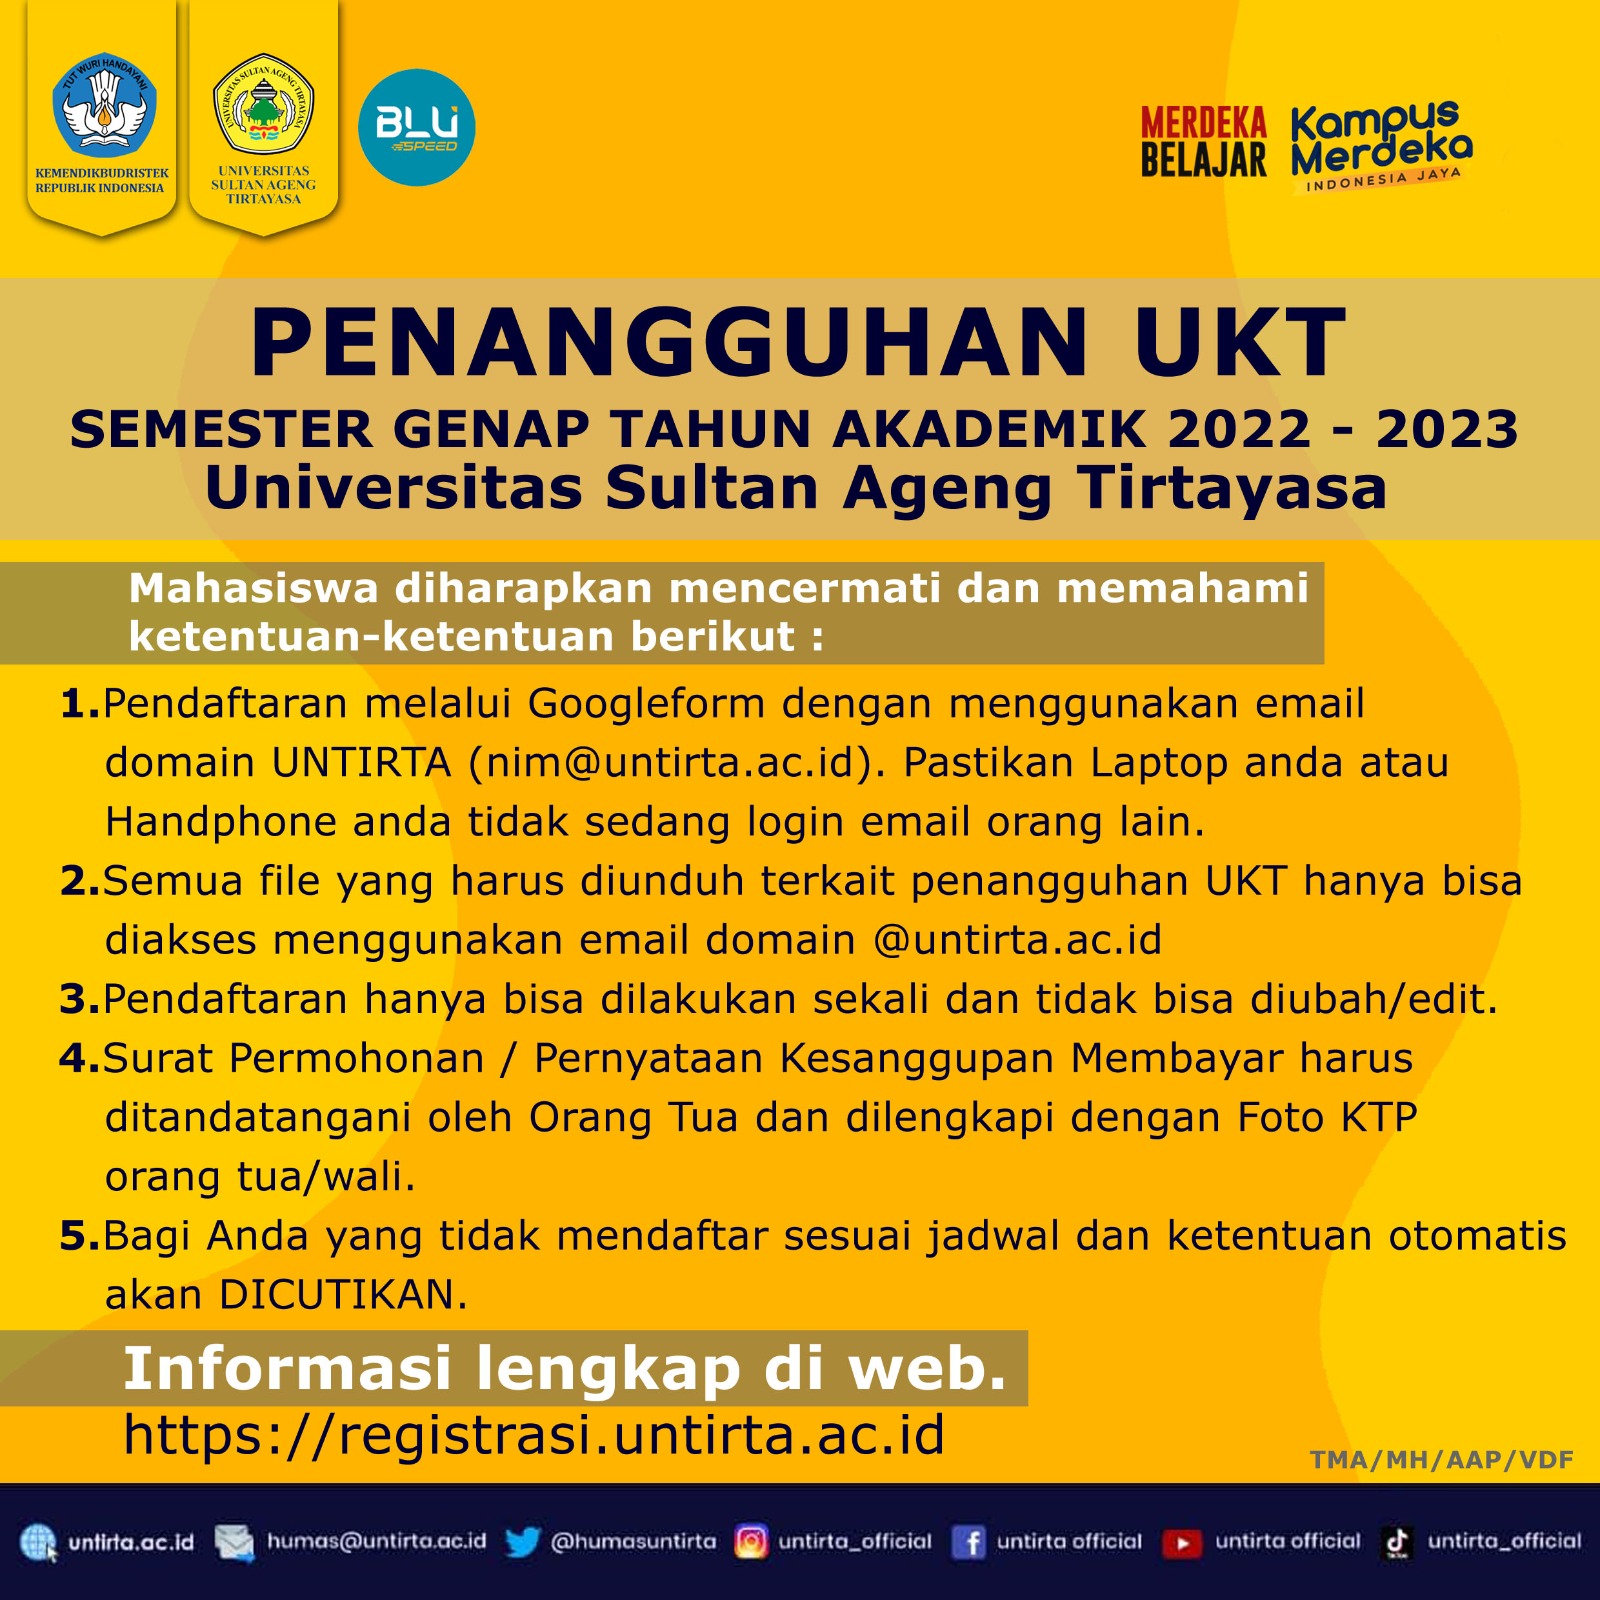 TUT WURI HANDAYANI
KEMENDIKBUDRISTEK
REPUBLIK INDONESIA
UNIVERSITAS SULTAN AGENG TIRTAYASA
UNIVERSITAS
SULTAN AGENG
TIRTAYASA
BLU
SPEED
MERDEKA
BELAJAR
Kampus
Merdeka
INDONESIA JAYA
PENANGGUHAN UKT
SEMESTER GENAP TAHUN AKADEMIK 2022 - 2023
Universitas Sultan Ageng Tirtayasa
Mahasiswa diharapkan mencermati dan memahami
ketentuan-ketentuan berikut :
1.Pendaftaran melalui Googleform dengan menggunakan email
domain UNTIRTA (nim@untirta.ac.id). Pastikan Laptop anda atau
Handphone anda tidak sedang login email orang lain.
2.Semua file yang harus diunduh terkait penangguhan UKT hanya bisa
diakses menggunakan email domain @untirta.ac.id
3.Pendaftaran hanya bisa dilakukan sekali dan tidak bisa diubah/edit.
4.Surat Permohonan / Pernyataan Kesanggupan Membayar harus
ditandatangani oleh Orang Tua dan dilengkapi dengan Foto KTP
orang tua/wali.
5.Bagi Anda yang tidak mendaftar sesuai jadwal dan ketentuan otomatis
akan DICUTIKAN.
Informasi lengkap di web.
https://registrasi.untirta.ac.id
TMA/MH/AAP/VDF
untirta.ac.id humas@untirta.ac.id @humasuntirta untirta_official untirta official untirta official untirta_official